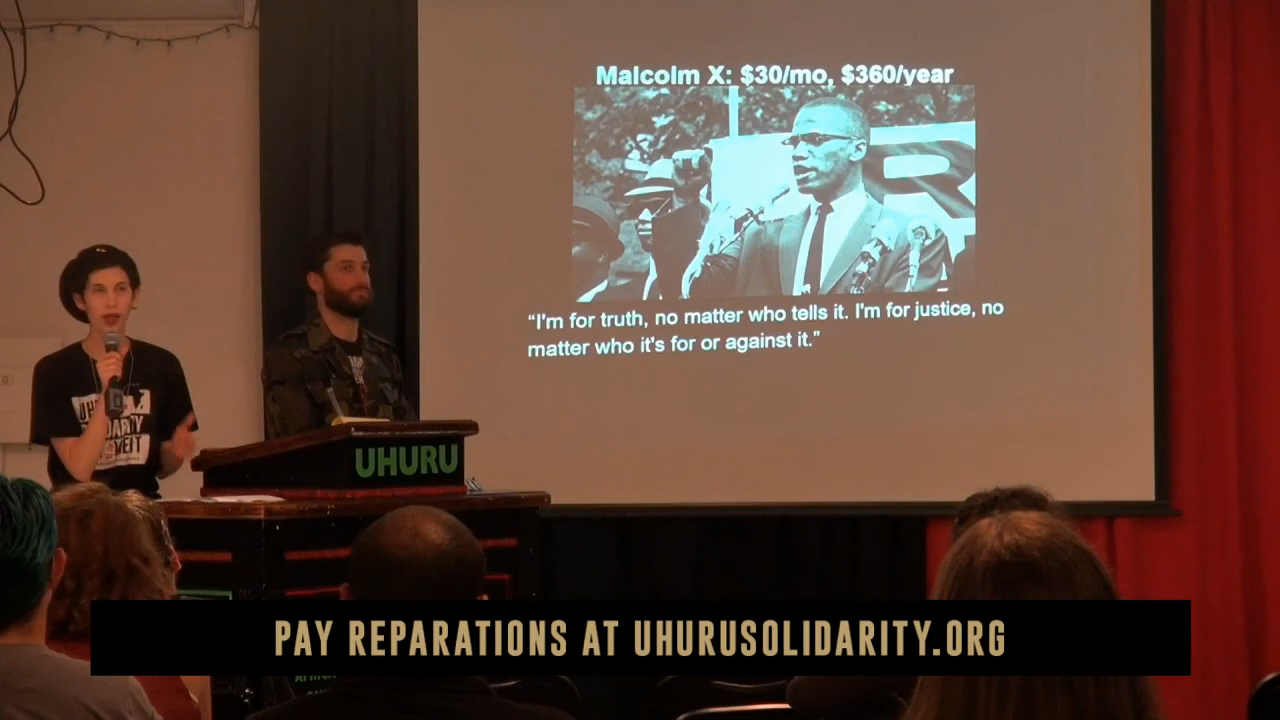 Malcolm X: $30/mo, $360/year
R
“I'm for truth, no matter who tells it. I'm for justice, no
matter who it's for or against it.”
UHURU
PAY REPARATIONS AT UHURUSOLIDARITY.ORG